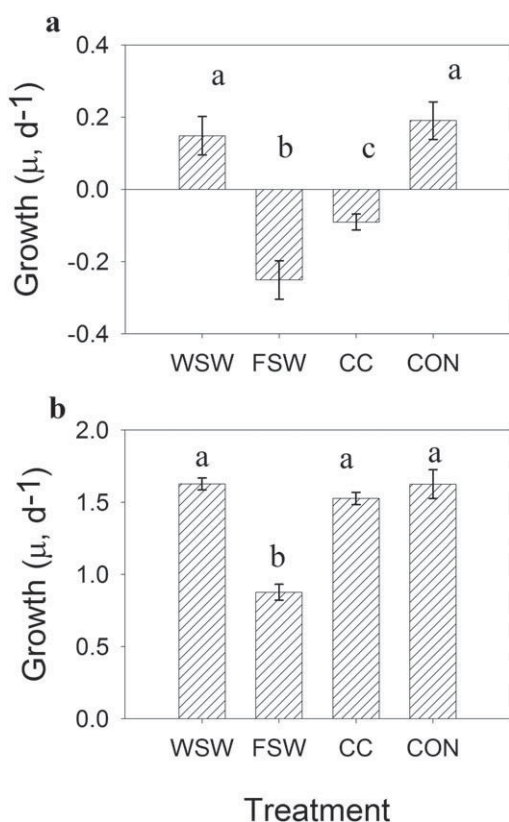 a
0.4
0.2
0.0
-0.2
-0.4
Growth (μ, d-1)
a
b
c
a
WSW FSW CC CON
b
2.0
1.5
1.0
0.5
0.0
Growth (μ, d-1)
a
b
a
a
WSW FSW CC CON
Treatment